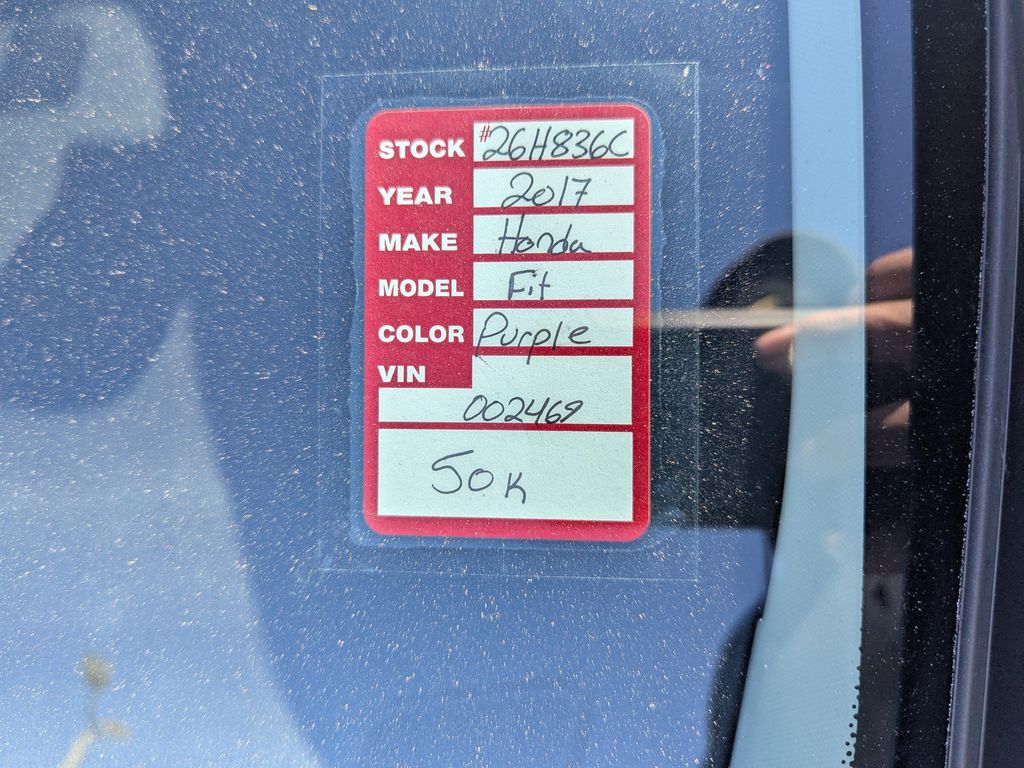 STOCK #26H836C
YEAR 2017
MAKE Honda
MODEL Fit
COLOR Purple
VIN
002469
50K